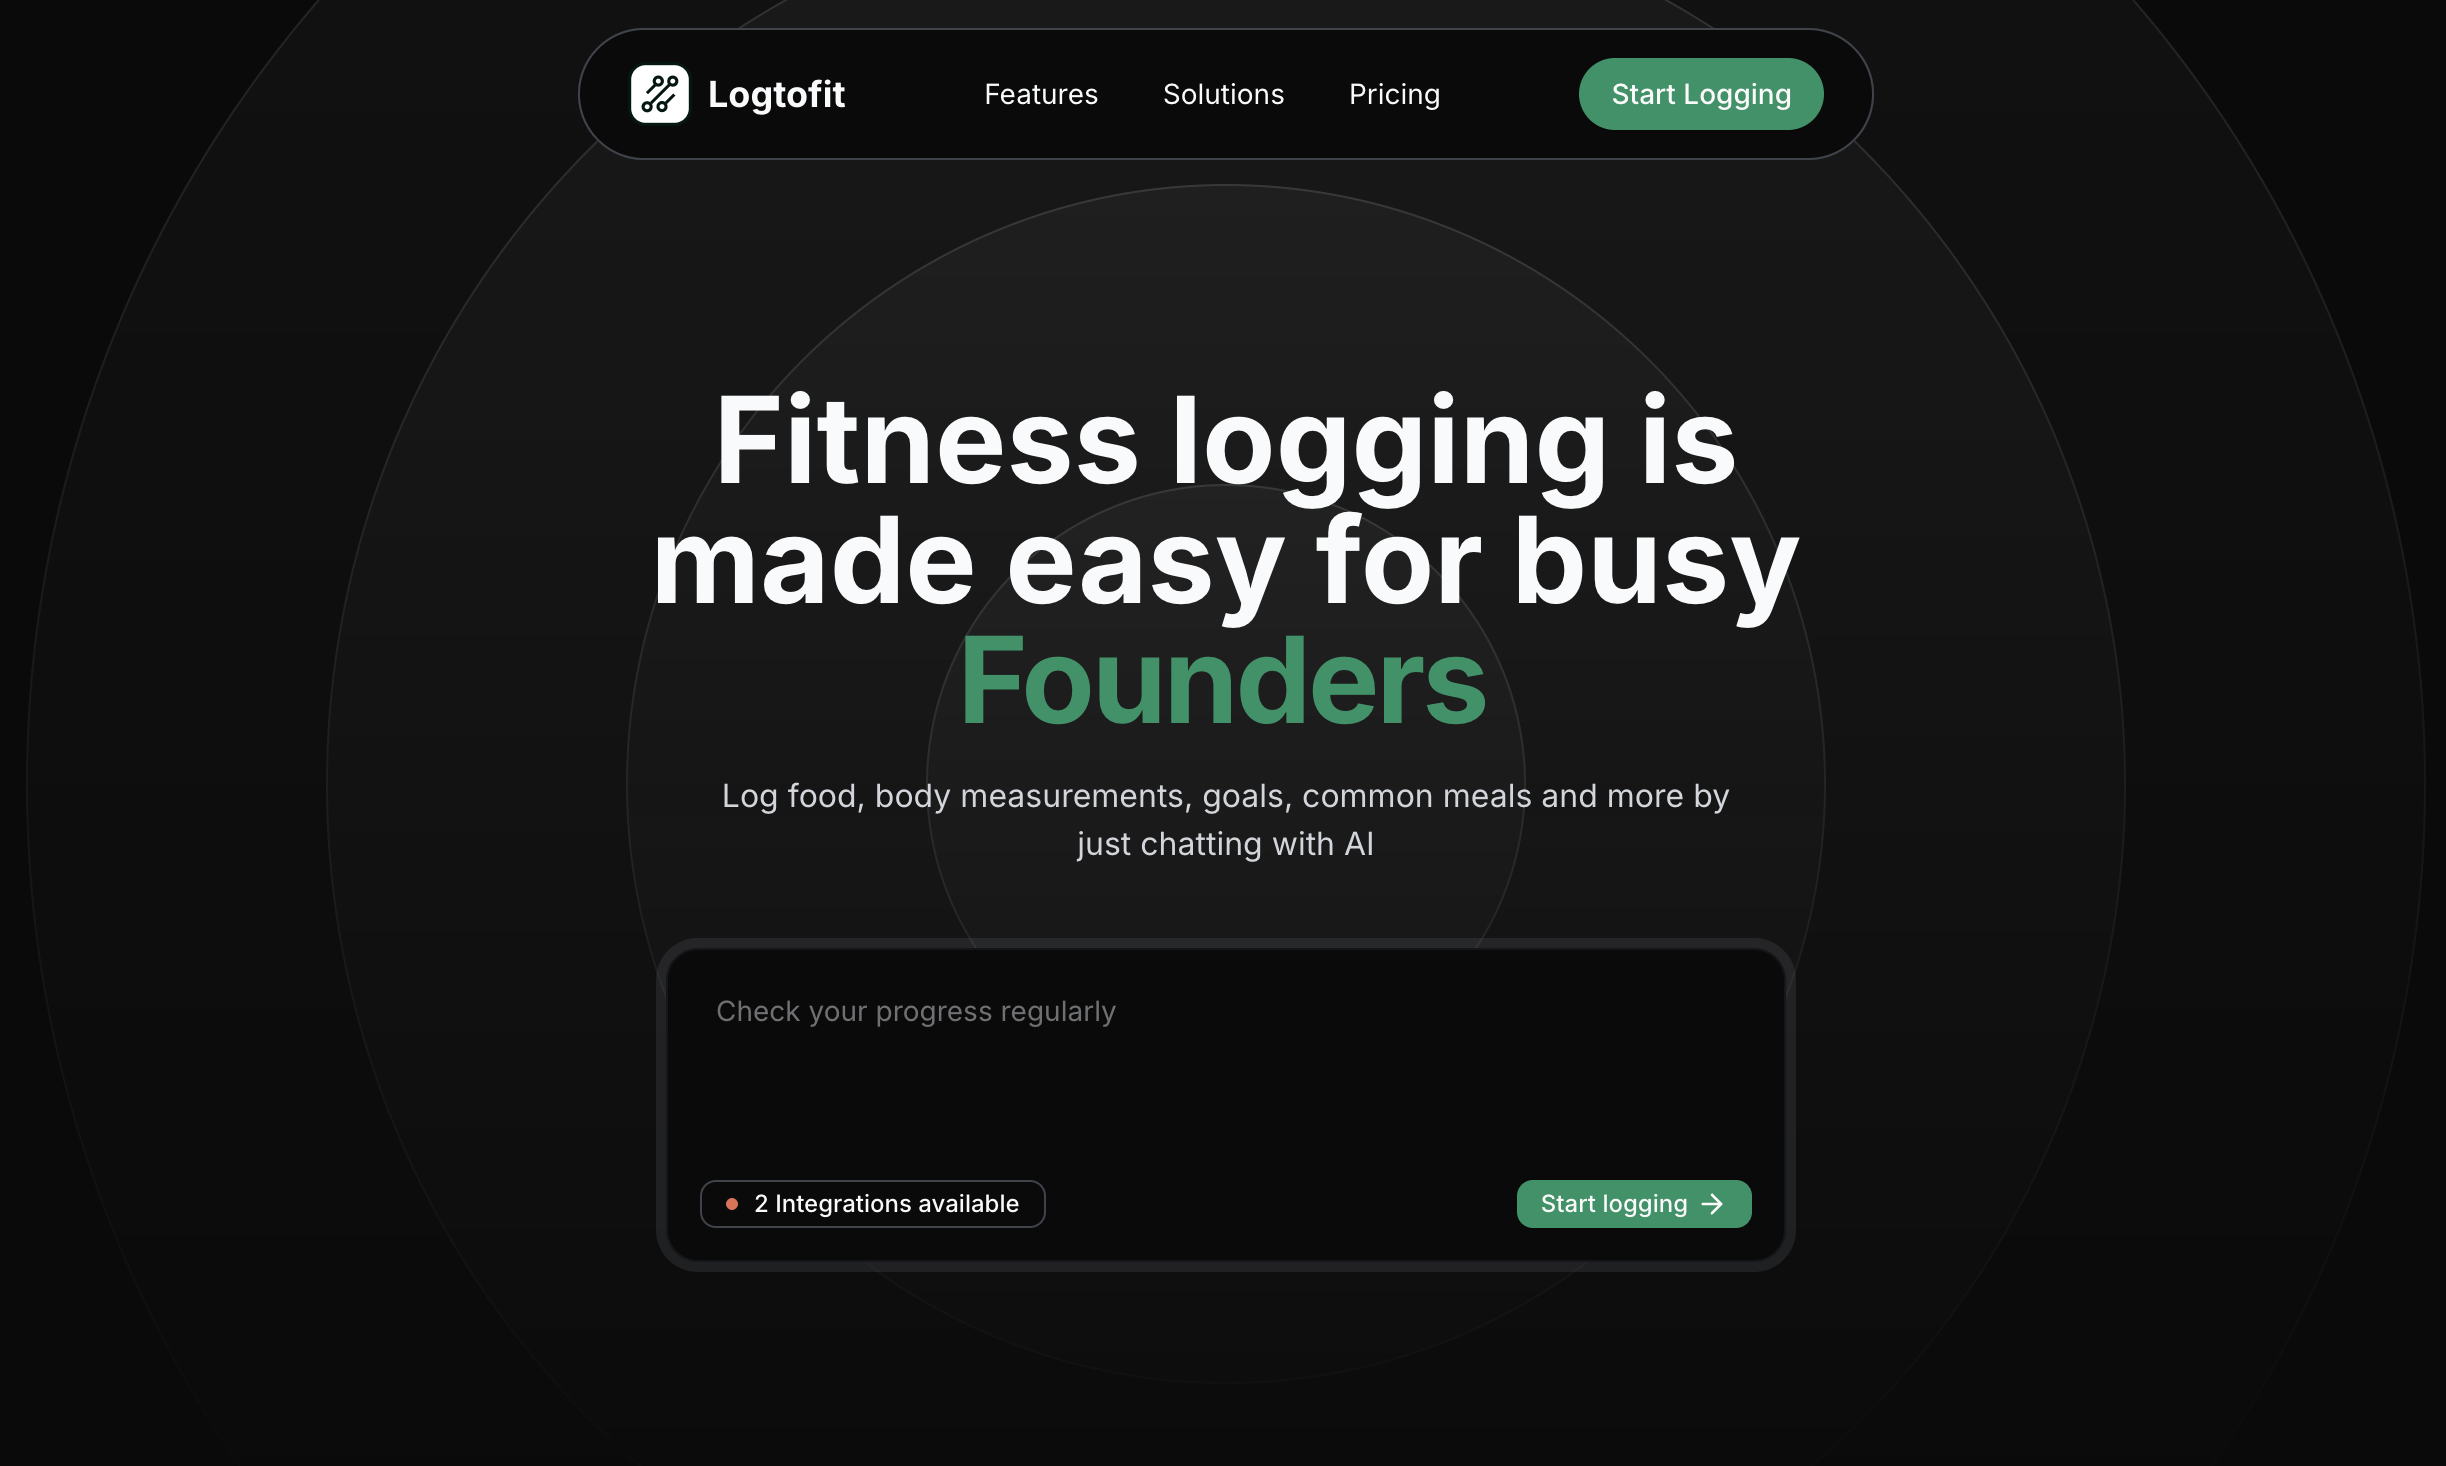 Logtofit
Features
Solutions
Pricing
Start Logging
Fitness logging is
made easy for busy
Founders
Log food, body measurements, goals, common meals and more by
just chatting with AI
Check your progress regularly
2 Integrations available
Start logging